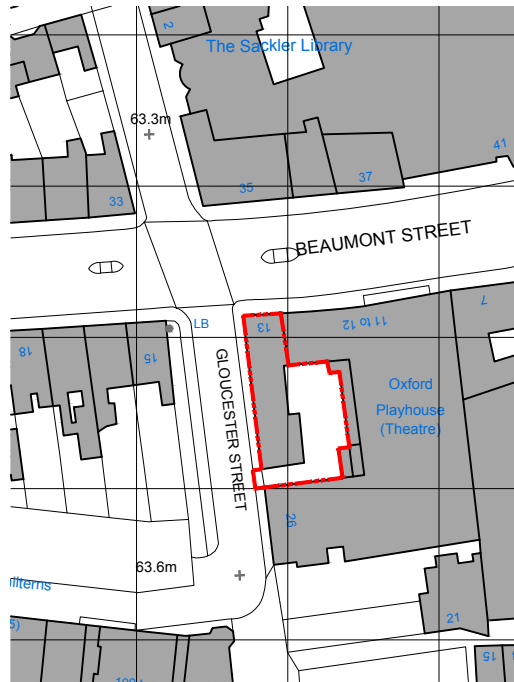 2
The Sackler Library
63.3m
41
37
35
33
BEAUMONT STREET
7
LB
13
11 to 12
18
15
GLOUCESTER STREET
Oxford
Playhouse
(Theatre)
26
63.6m
21
15